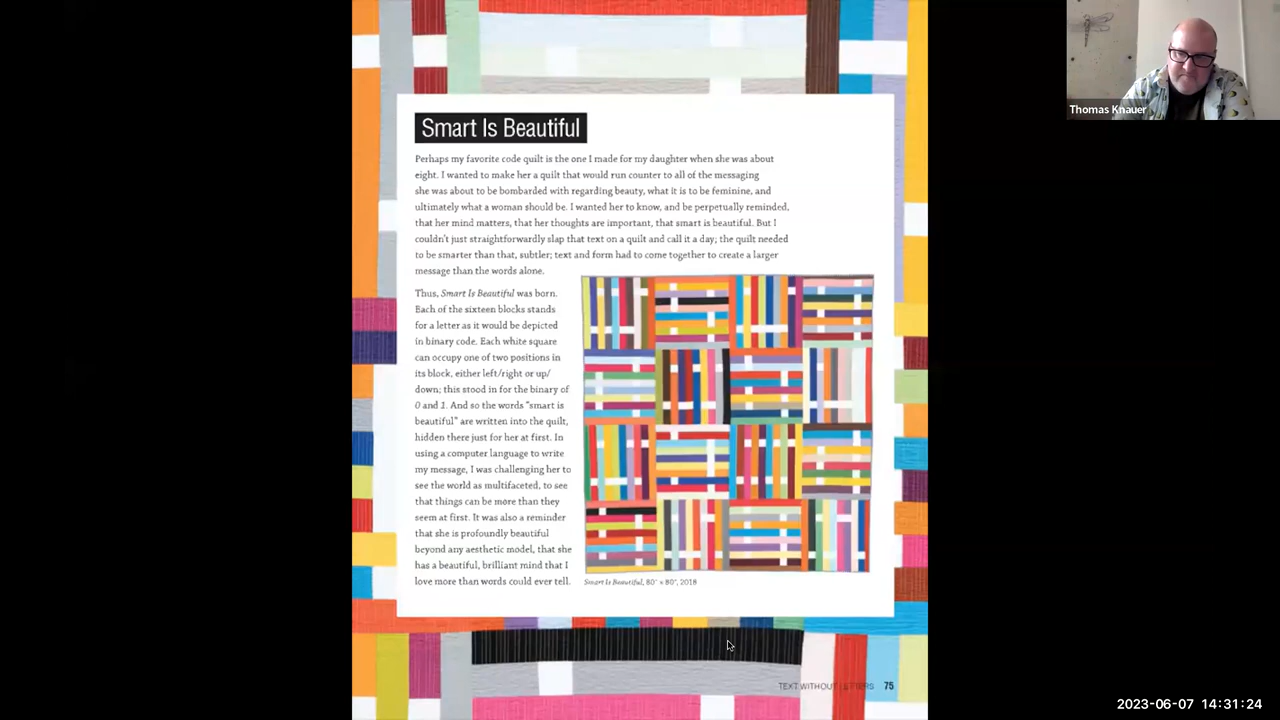 Thomas Knauer
Smart Is Beautiful
Perhaps my favorite code quilt is the one I made for my daughter when she was about
eight. I wanted to make her a quilt that would run counter to all of the messaging
she was about to be bombarded with regarding beauty, what it is to be feminine, and
ultimately what a woman should be. I wanted her to know, and be perpetually reminded,
that her mind matters, that her thoughts are important, that smart is beautiful. But I
couldn't just straightforwardly slap that text on a quilt and call it a day; the quilt needed
to be smarter than that, subtler; text and form had to come together to create a larger
message than the words alone.
Thus, Smart Is Beautiful was born.
Each of the sixteen blocks stands
for a letter as it would be depicted
in binary code. Each white square
can occupy one of two positions in
its block, either left/right or up/
down; this stood in for the binary of
0 and 1. And so the words “smart is
beautiful” are written into the quilt,
hidden there just for her at first. In
using a computer language to write
my message, I was challenging her to
see the world as multifaceted, to see
that things can be more than they
seem at first. It was also a reminder
that she is profoundly beautiful
beyond any aesthetic model, that she
has a beautiful, brilliant mind that I
love more than words could ever tell.
Smart Is Beautiful, 80" × 80", 2018
TEXT WITHOUT LETTERS 75
2023-06-07 14:31:24